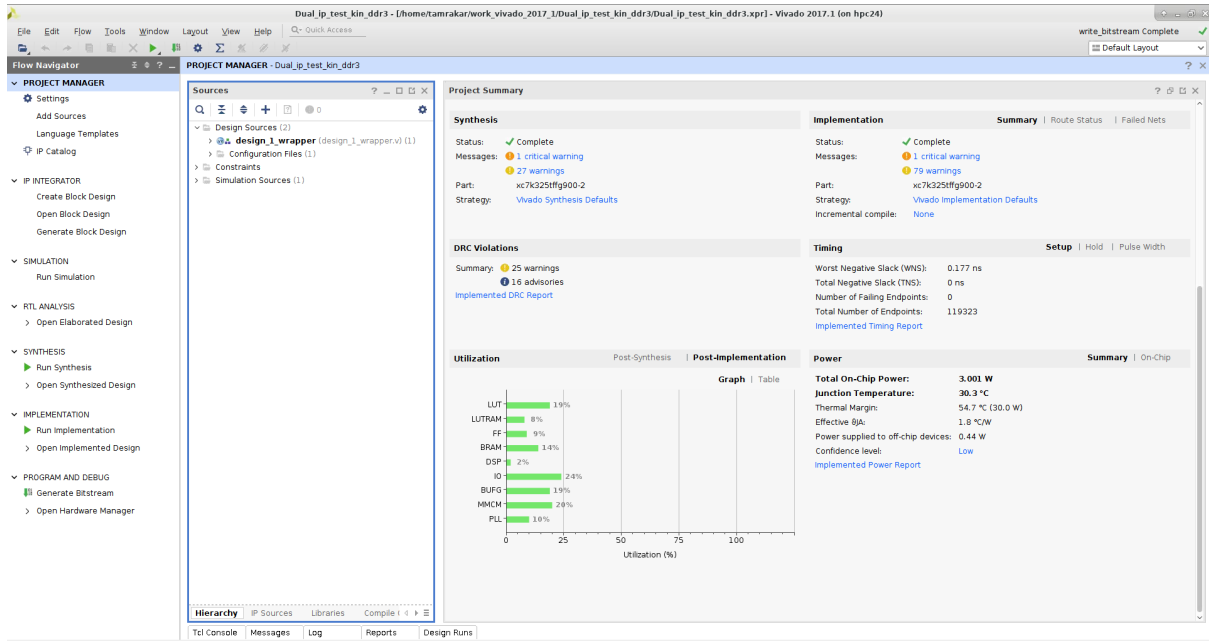 Dual_ip_test_kin_ddr3 - [/home/tamrakar/work_vivado_2017_1/Dual_ip_test_kin_ddr3/Dual_ip_test_kin_ddr3.xpr] - Vivado 2017.1 (on hpc24)
File Edit Flow Tools Window Layout View Help Q- Quick Access
write_bitstream Complete
Default Layout
Flow Navigator
PROJECT MANAGER - Dual_ip_test_kin_ddr3
PROJECT MANAGER
Settings
Add Sources
Language Templates
IP Catalog
IP INTEGRATOR
Create Block Design
Open Block Design
Generate Block Design
SIMULATION
Run Simulation
RTL ANALYSIS
Open Elaborated Design
SYNTHESIS
Run Synthesis
Open Synthesized Design
IMPLEMENTATION
Run Implementation
Open Implemented Design
PROGRAM AND DEBUG
Generate Bitstream
Open Hardware Manager
Sources
0
Design Sources (2)
design_1_wrapper (design_1_wrapper.v) (1)
Configuration Files (1)
Constraints
Simulation Sources (1)
Hierarchy IP Sources Libraries Compile
Project Summary
Synthesis
Status: Complete
Messages: 1 critical warning
27 warnings
Part: xc7k325tffg900-2
Strategy: Vivado Synthesis Defaults
Implementation Summary | Route Status | Failed Nets
Status: Complete
Messages: 1 critical warning
79 warnings
Part: xc7k325tffg900-2
Strategy: Vivado Implementation Defaults
Incremental compile: None
DRC Violations
Summary: 25 warnings
16 advisories
Implemented DRC Report
Timing Setup | Hold | Pulse Width
Worst Negative Slack (WNS): 0.177 ns
Total Negative Slack (TNS): 0 ns
Number of Failing Endpoints: 0
Total Number of Endpoints: 119323
Implemented Timing Report
Utilization Post-Synthesis | Post-Implementation
Graph | Table
LUT 19%
LUTRAM 8%
FF 9%
BRAM 14%
DSP 2%
IO 24%
BUFG 19%
MMCM 20%
PLL 10%
0 25 50 75 100
Utilization (%)
Power Summary | On-Chip
Total On-Chip Power: 3.001 W
Junction Temperature: 30.3 °C
Thermal Margin: 54.7 °C (30.0 W)
Effective θJA: 1.8 °C/W
Power supplied to off-chip devices: 0.44 W
Confidence level: Low
Implemented Power Report
Tcl Console Messages Log Reports Design Runs